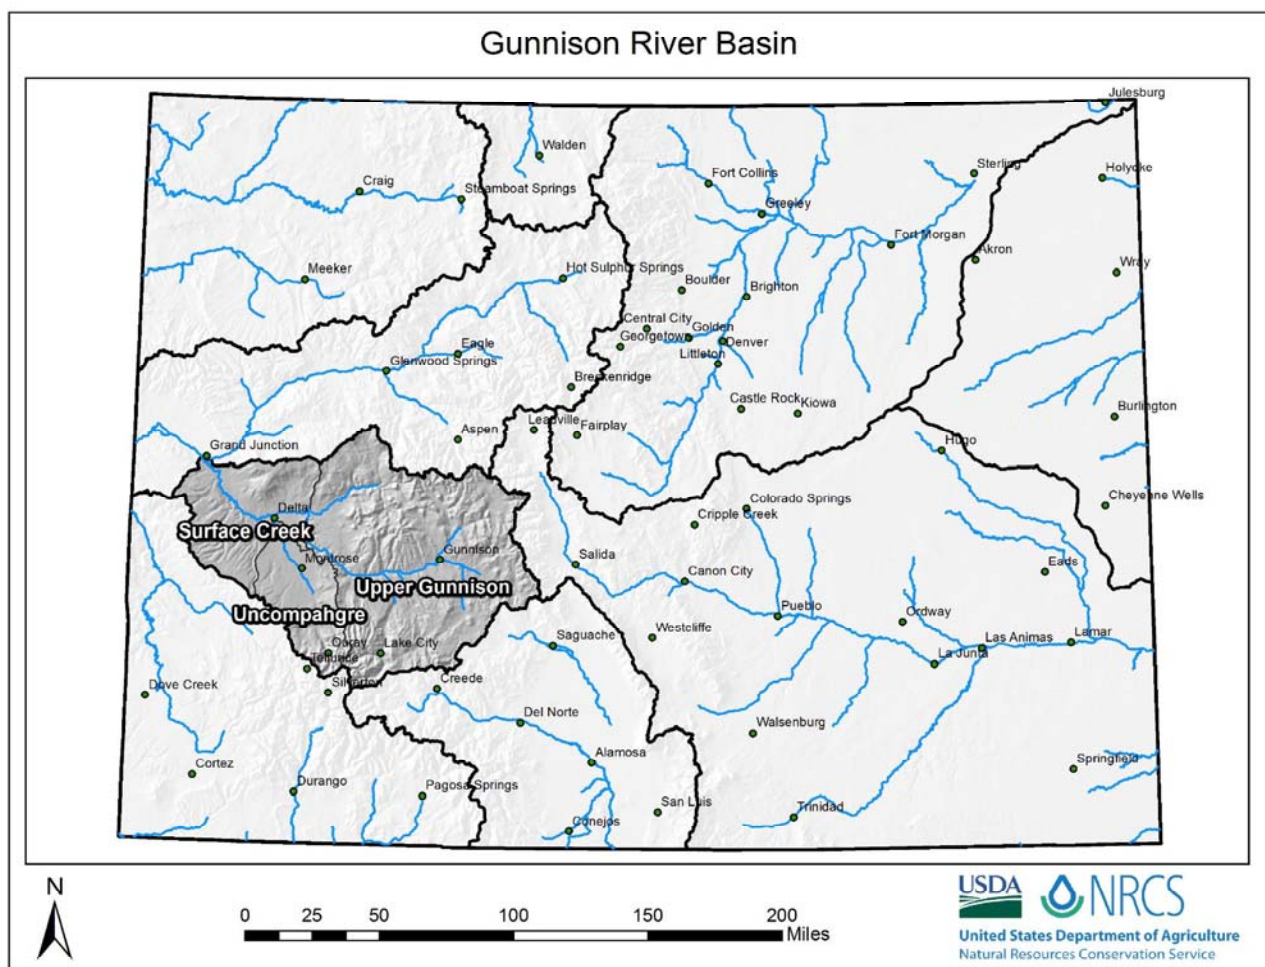 Gunnison River Basin
Julesburg
Walden
Sterling
Holyoke
Fort Collins
Craig
Steamboat Springs
Greeley
Fort Morgan
Akron
Wray
Meeker
Hot Sulphur Springs
Boulder
Brighton
Central City
Golden
Georgetown
Denver
Eagle
Littleton
Glenwood Springs
Breckenridge
Castle Rock
Kiowa
Burlington
Leadville
Fairplay
Aspen
Hugo
Grand Junction
Colorado Springs
Cheyenne Wells
Delta
Cripple Creek
Surface Creek
Gunnison
Salida
Montrose
Canon City
Eads
Upper Gunnison
Pueblo
Ordway
Uncompahgre
Westcliffe
Saguache
Las Animas
Lamar
Ouray
Lake City
La Junta
Telluride
Dove Creek
Silverton
Creede
Del Norte
Walsenburg
Alamosa
Cortez
Springfield
Durango
Pagosa Springs
San Luis
Trinidad
Conejos
N
0 25 50 100 150 200
Miles
USDA NRCS
United States Department of Agriculture
Natural Resources Conservation Service